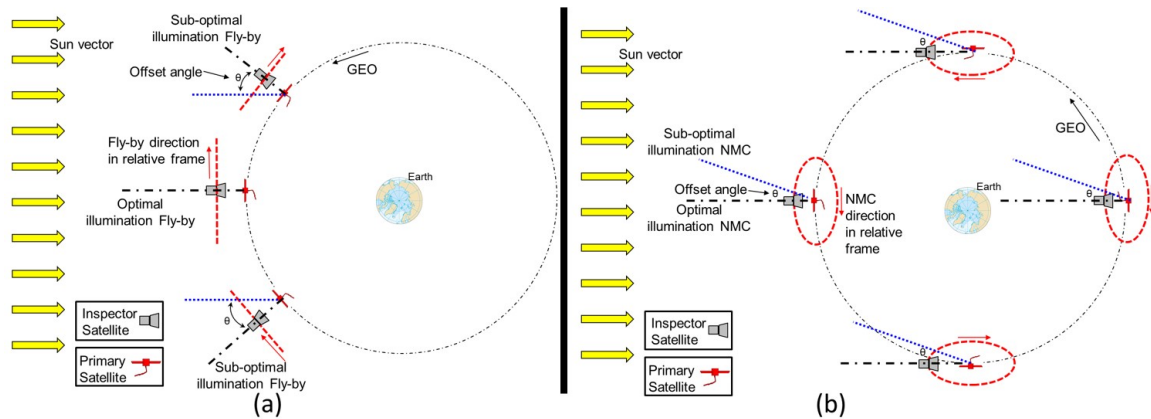 Sub-optimal
illumination Fly-by
Sun vector
Offset angle
θ
GEO
Fly-by direction
in relative frame
Earth
Optimal
illumination Fly-by
θ
Inspector
Satellite
Primary
Satellite
Sub-optimal
illumination Fly-by
(a)
Sun vector
θ
GEO
Sub-optimal
illumination NMC
Offset angle
θ
Optimal
illumination NMC
NMC
direction
in relative
frame
Earth
θ
Inspector
Satellite
Primary
Satellite
θ
(b)